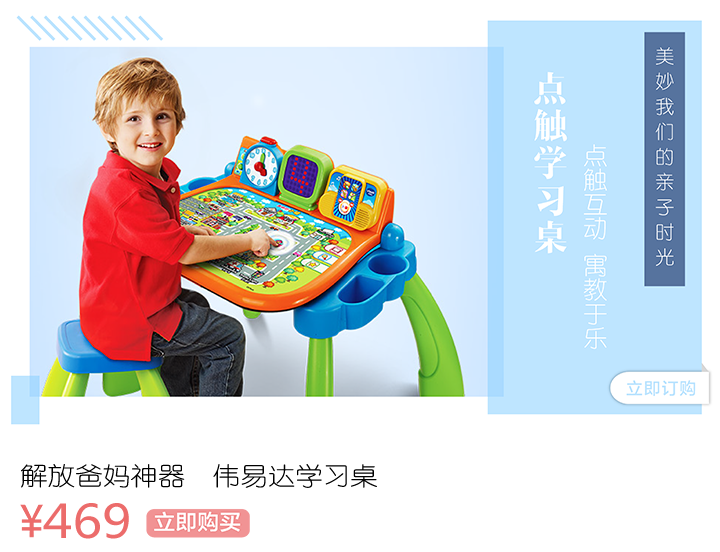 美妙我们的亲子时光
点触学习桌
点触互动 寓教于乐
立即订购
解放爸妈神器 伟易达学习桌
¥469 立即购买